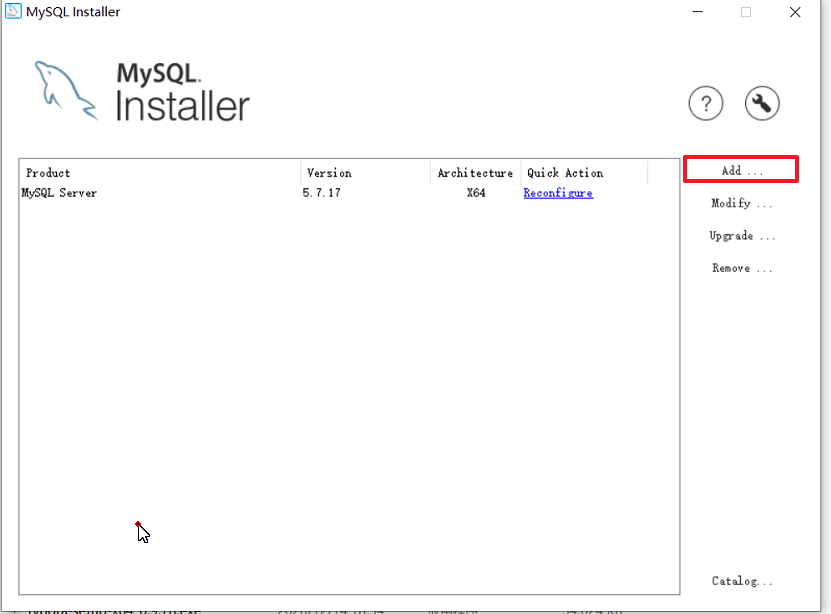 MySQL Installer
MySQL®
Installer
?
Product Version Architecture Quick Action
MySQL Server 5.7.17 X64 Reconfigure
Add ...
Modify ...
Upgrade ...
Remove ...
Catalog...